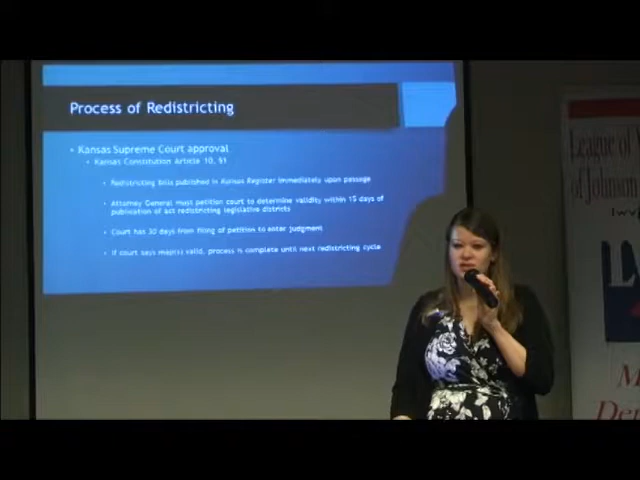 Process of Redistricting
• Kansas Supreme Court approval
• Kansas Constitution Article 10, §1
• Redistricting bills published in Kansas Register immediately upon passage
• Attorney General must petition court to determine validity within 15 days of
publication of act redistricting legislative districts
• Court has 30 days from filing of petition to enter judgment
• If court says map(s) valid, process is complete until next redistricting cycle
League of
of Johnson